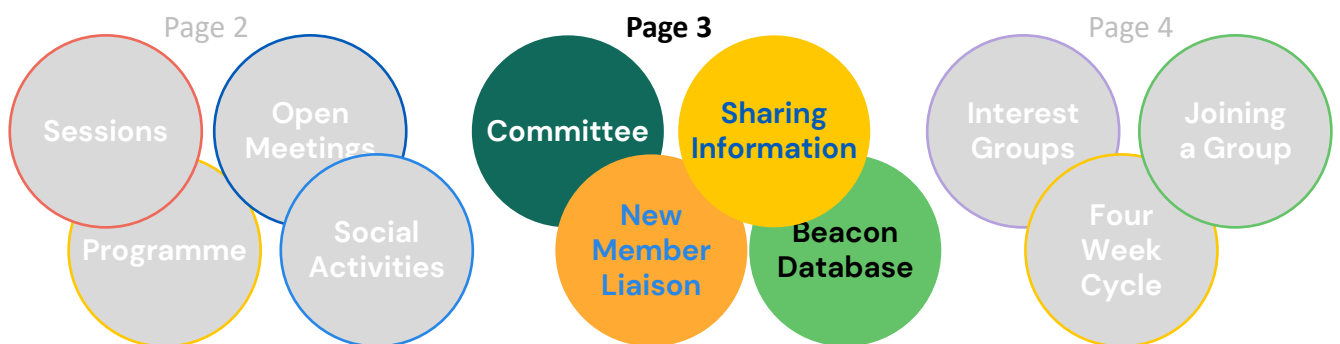 Page 2
Sessions
Open
Meetings
Programme
Social
Activities
Page 3
Committee
Sharing
Information
New
Member
Liaison
Beacon
Database
Page 4
Interest
Groups
Joining
a Group
Four
Week
Cycle